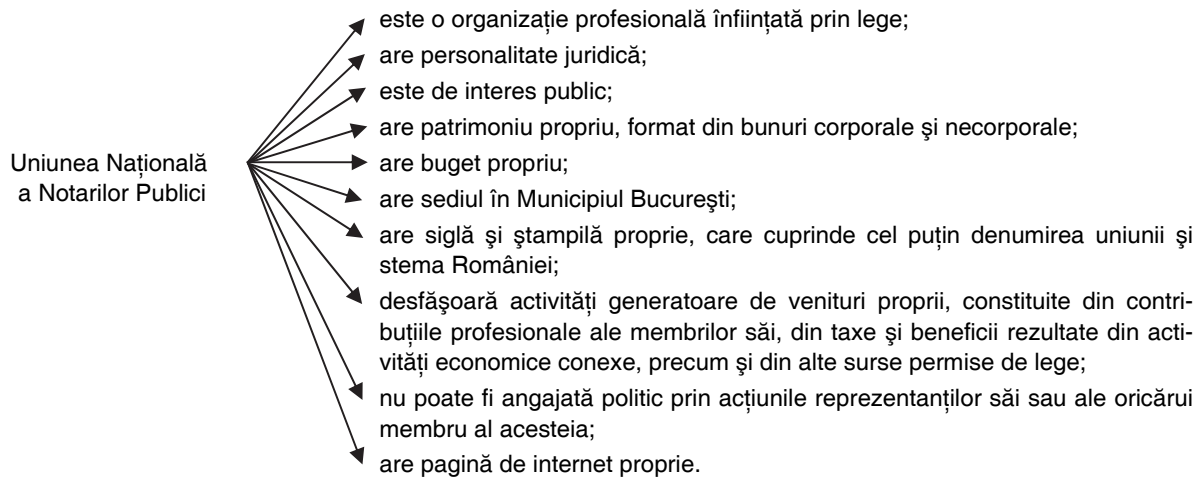 este o organizație profesională înființată prin lege;
are personalitate juridică;
este de interes public;
are patrimoniu propriu, format din bunuri corporale şi necorporale;
Uniunea Națională
a Notarilor Publici
are buget propriu;
are sediul în Municipiul Bucureşti;
are siglă şi ştampilă proprie, care cuprinde cel puțin denumirea uniunii şi
stema României;
desfăşoară activități generatoare de venituri proprii, constituite din contri-
buțiile profesionale ale membrilor săi, din taxe şi beneficii rezultate din acti-
vități economice conexe, precum şi din alte surse permise de lege;
nu poate fi angajată politic prin acțiunile reprezentanților săi sau ale oricărui
membru al acesteia;
are pagină de internet proprie.